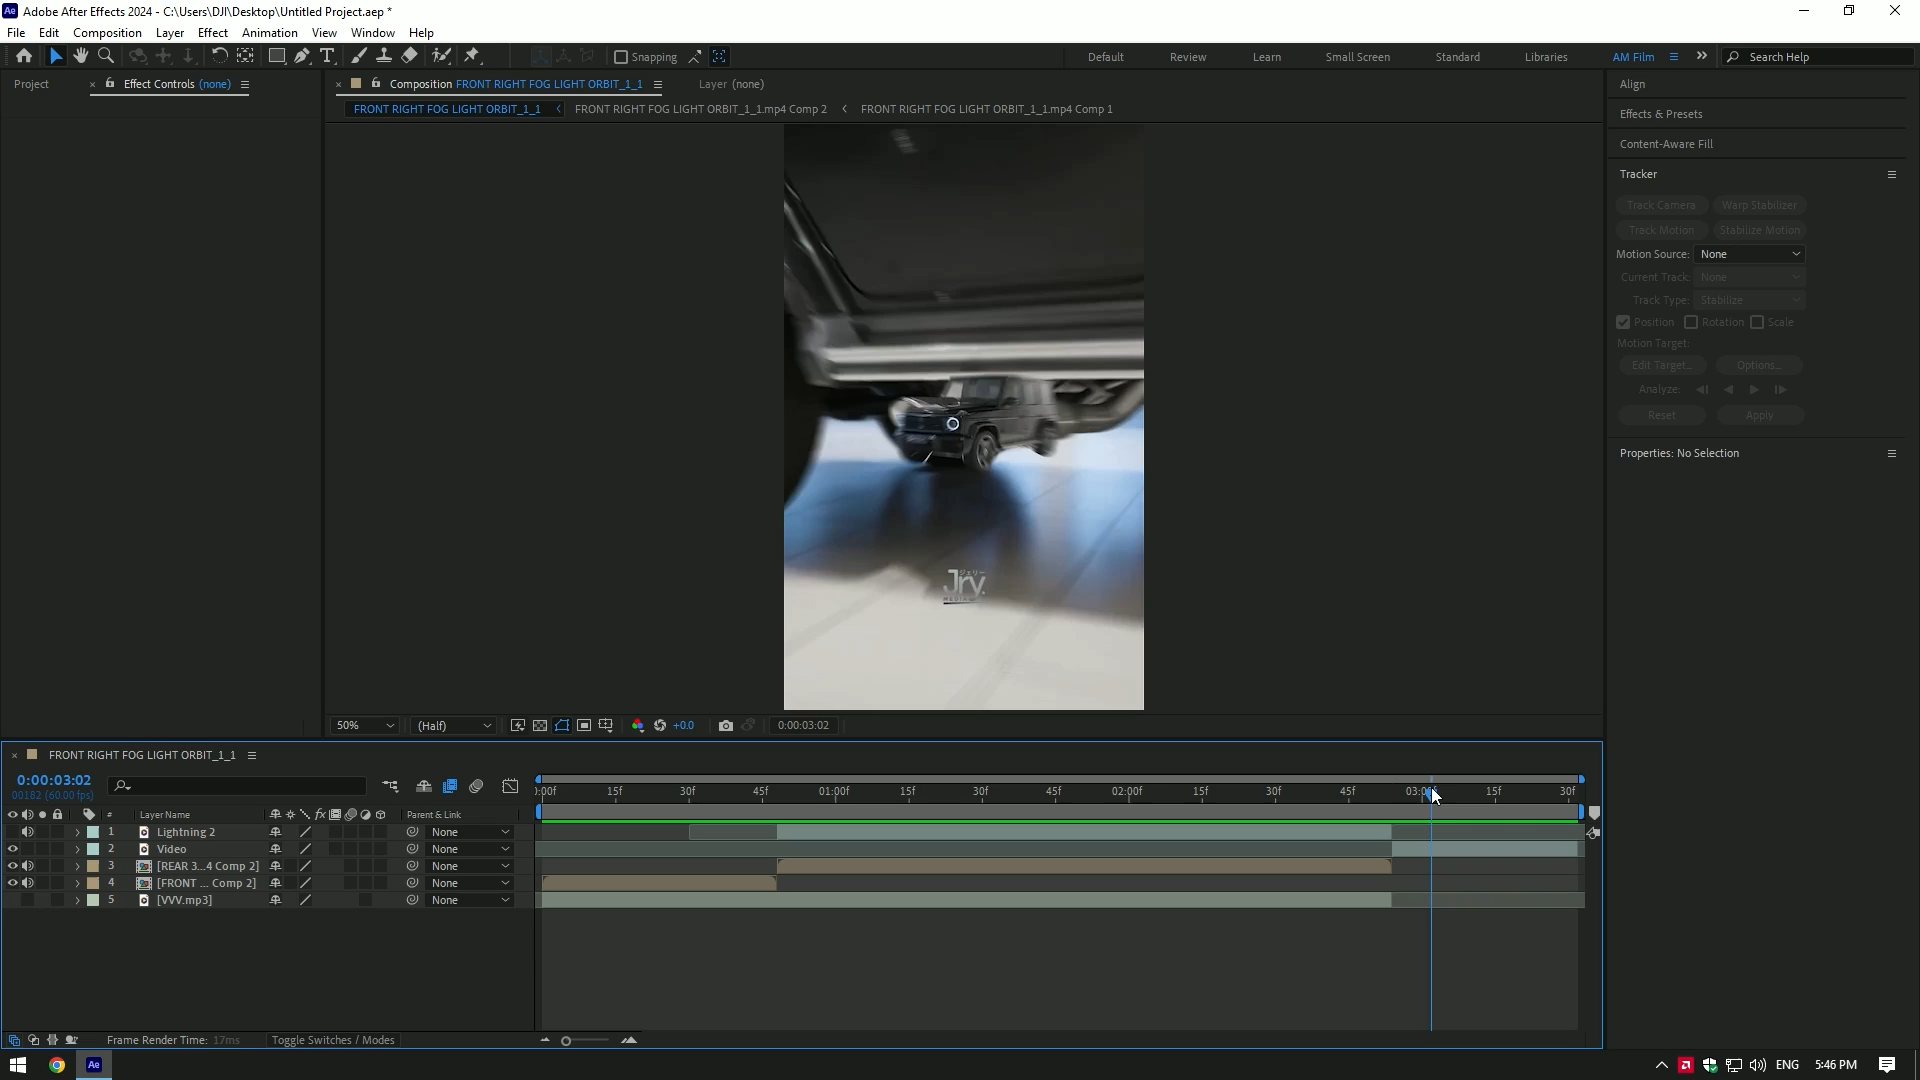 Adobe After Effects 2024 - C:\Users\DJI\Desktop\Untitled Project.aep *
File Edit Composition Layer Effect Animation View Window Help
Snapping
Default Review Learn Small Screen Standard Libraries AM Film Search Help
Project Effect Controls (none)
Composition FRONT RIGHT FOG LIGHT ORBIT_1_1 Layer (none)
FRONT RIGHT FOG LIGHT ORBIT_1_1 FRONT RIGHT FOG LIGHT ORBIT_1_1.mp4 Comp 2 FRONT RIGHT FOG LIGHT ORBIT_1_1.mp4 Comp 1
ジェリー
Jry.
MEDIA
50% (Half) +0.0 0:00:03:02
Align
Effects & Presets
Content-Aware Fill
Tracker
Track Camera Warp Stabilizer
Track Motion Stabilize Motion
Motion Source: None
Current Track: None
Track Type: Stabilize
Position Rotation Scale
Motion Target:
Edit Target... Options...
Analyze:
Reset Apply
Properties: No Selection
FRONT RIGHT FOG LIGHT ORBIT_1_1
0:00:03:02
00182 (60.00 fps)
:00f 15f 30f 45f 01:00f 15f 30f 45f 02:00f 15f 30f 45f 03:0 15f 30f
# Layer Name fx Parent & Link
1 Lightning 2 None
2 Video None
3 [REAR 3...4 Comp 2] None
4 [FRONT ... Comp 2] None
5 [VVV.mp3] None
Frame Render Time: 17ms Toggle Switches / Modes
Ae ENG 5:46 PM